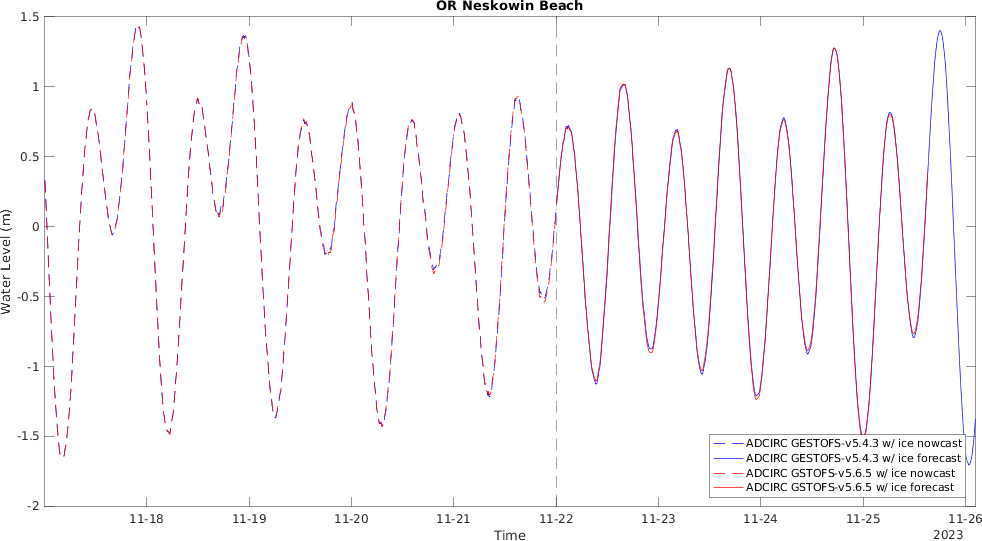 OR Neskowin Beach
1.5
1
0.5
0
-0.5
-1
-1.5
-2
Water Level (m)
11-18
11-19
11-20
11-21
11-22
11-23
11-24
11-25
11-26
2023
Time
ADCIRC GESTOFS-v5.4.3 w/ ice nowcast
ADCIRC GESTOFS-v5.4.3 w/ ice forecast
ADCIRC GSTOFS-v5.6.5 w/ ice nowcast
ADCIRC GSTOFS-v5.6.5 w/ ice forecast